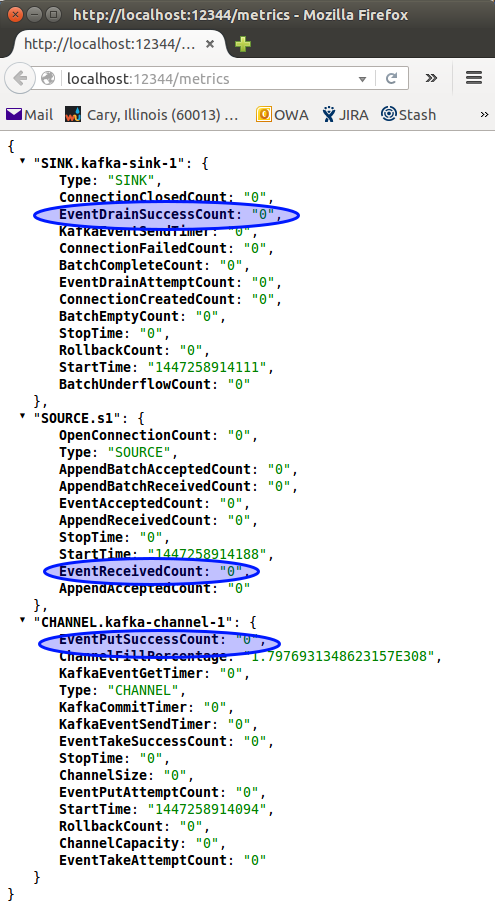 http://localhost:12344/metrics - Mozilla Firefox
http://localhost:12344/...
localhost:12344/metrics
Mail Cary, Illinois (60013) ... OWA JIRA Stash »
{
"SINK.kafka-sink-1": {
Type: "SINK",
ConnectionClosedCount: "0",
EventDrainSuccessCount: "0",
KafkaEventSendTimer: "0",
ConnectionFailedCount: "0",
BatchCompleteCount: "0",
EventDrainAttemptCount: "0",
ConnectionCreatedCount: "0",
BatchEmptyCount: "0",
StopTime: "0",
RollbackCount: "0",
StartTime: "1447258914111",
BatchUnderflowCount: "0"
},
"SOURCE.s1": {
OpenConnectionCount: "0",
Type: "SOURCE",
AppendBatchAcceptedCount: "0",
AppendBatchReceivedCount: "0",
EventAcceptedCount: "0",
AppendReceivedCount: "0",
StopTime: "0",
StartTime: "1447258914188",
EventReceivedCount: "0",
AppendAcceptedCount: "0"
},
"CHANNEL.kafka-channel-1": {
EventPutSuccessCount: "0",
ChannelFillPercentage: "1.7976931348623157E308",
KafkaEventGetTimer: "0",
Type: "CHANNEL",
KafkaCommitTimer: "0",
KafkaEventSendTimer: "0",
EventTakeSuccessCount: "0",
StopTime: "0",
ChannelSize: "0",
EventPutAttemptCount: "0",
StartTime: "1447258914094",
RollbackCount: "0",
ChannelCapacity: "0",
EventTakeAttemptCount: "0"
}
}